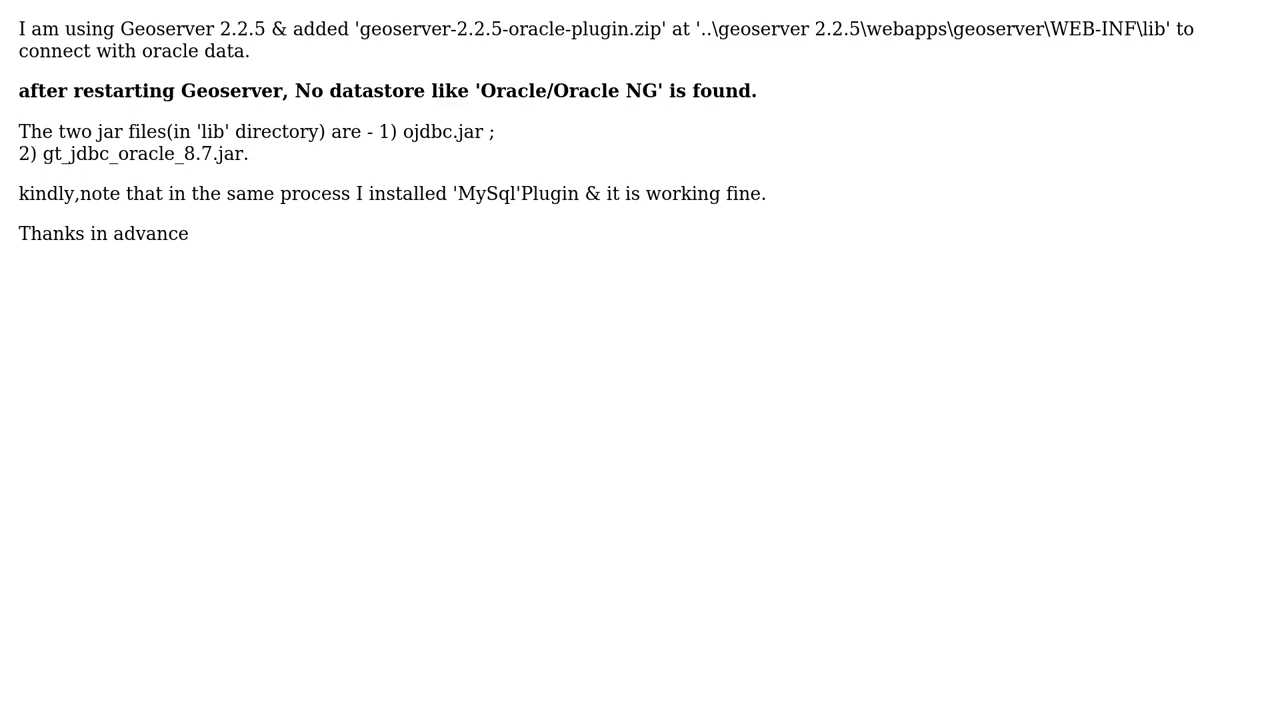 I am using Geoserver 2.2.5 & added 'geoserver-2.2.5-oracle-plugin.zip' at '..\geoserver 2.2.5\webapps\geoserver\WEB-INF\lib' to
connect with oracle data.
after restarting Geoserver, No datastore like 'Oracle/Oracle NG' is found.
The two jar files(in 'lib' directory) are - 1) ojdbc.jar ;
2) gt_jdbc_oracle_8.7.jar.
kindly,note that in the same process I installed 'MySql'Plugin & it is working fine.
Thanks in advance